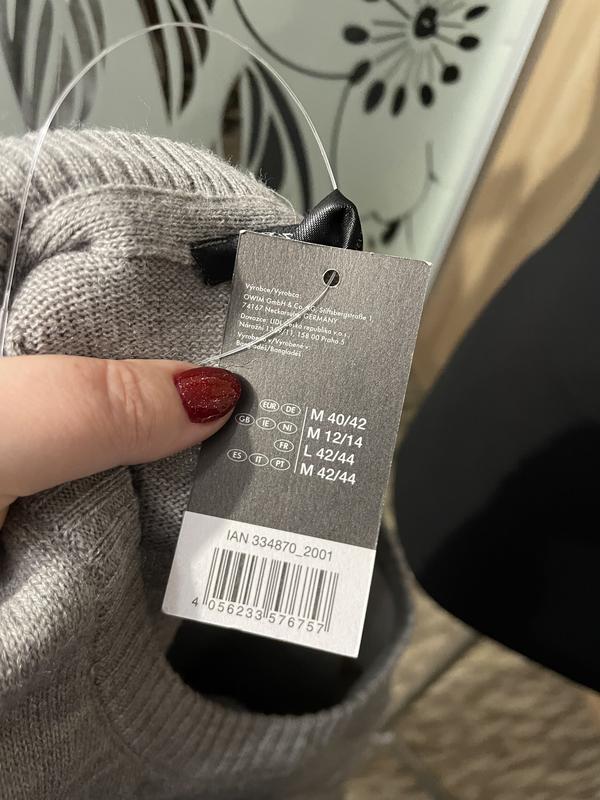 Výrobce/Výrobca
OWIM GmbH & Co. KG, Stiftsbergstraße 1,
74167 Neckarsulm, GERMANY
Dovozce: LIDL Česká republika v.o.s.,
Nárožní 1359/11, 158 00 Praha 5
Vyrobeno v/Vyrobené v
Bangladéš/Bangladéš
EUR DE M 40/42
GB IE NI M 12/14
FR L 42/44
ES IT PT M 42/44
IAN 334870_2001
4 056233 576757